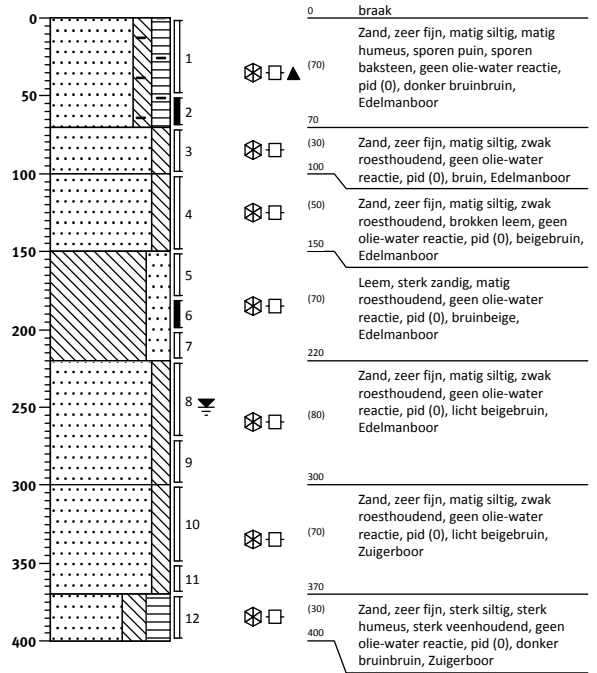 0 braak
0
Zand, zeer fijn, matig siltig, matig
humeus, sporen puin, sporen
baksteen, geen olie-water reactie,
pid (0), donker bruinbruin,
Edelmanboor
(70)
1
50
2
70
3
(30)
Zand, zeer fijn, matig siltig, zwak
roesthoudend, geen olie-water
reactie, pid (0), bruin, Edelmanboor
100
100
4
(50)
Zand, zeer fijn, matig siltig, zwak
roesthoudend, brokken leem, geen
olie-water reactie, pid (0), beigebruin,
Edelmanboor
150
150
5
6
7
200
(70)
Leem, sterk zandig, matig
roesthoudend, geen olie-water
reactie, pid (0), bruinbeige,
Edelmanboor
220
8
250
9
(80)
Zand, zeer fijn, matig siltig, zwak
roesthoudend, geen olie-water
reactie, pid (0), licht beigebruin,
Edelmanboor
300
300
10
350
11
(70)
Zand, zeer fijn, matig siltig, zwak
roesthoudend, geen olie-water
reactie, pid (0), licht beigebruin,
Zuigerboor
370
12
(30)
Zand, zeer fijn, sterk siltig, sterk
humeus, sterk veenhoudend, geen
olie-water reactie, pid (0), donker
bruinbruin, Zuigerboor
400
400